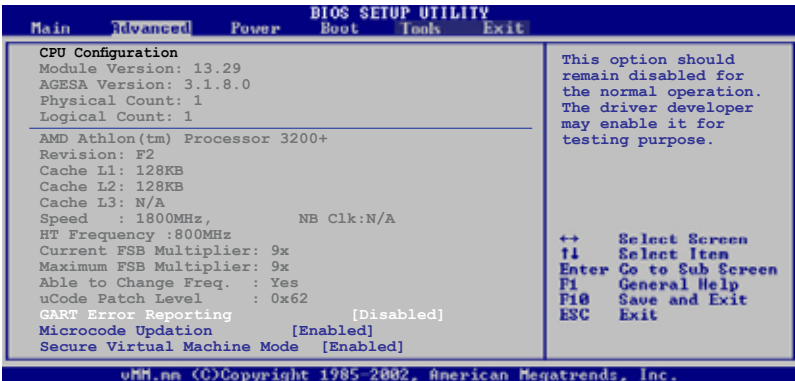 BIOS SETUP UTILITY
Main Advanced Power Boot Tools Exit
CPU Configuration
Module Version: 13.29
AGESA Version: 3.1.8.0
Physical Count: 1
Logical Count: 1
AMD Athlon(tm) Processor 3200+
Revision: F2
Cache L1: 128KB
Cache L2: 128KB
Cache L3: N/A
Speed : 1800MHz, NB Clk:N/A
HT Frequency :800MHz
Current FSB Multiplier: 9x
Maximum FSB Multiplier: 9x
Able to Change Freq. : Yes
uCode Patch Level : 0x62
GART Error Reporting [Disabled]
Microcode Updation [Enabled]
Secure Virtual Machine Mode [Enabled]
This option should
remain disabled for
the normal operation.
The driver developer
may enable it for
testing purpose.
↔ Select Screen
↑↓ Select Item
Enter Go to Sub Screen
F1 General Help
F10 Save and Exit
ESC Exit
vMM.mm (C)Copyright 1985-2002, American Megatrends, Inc.